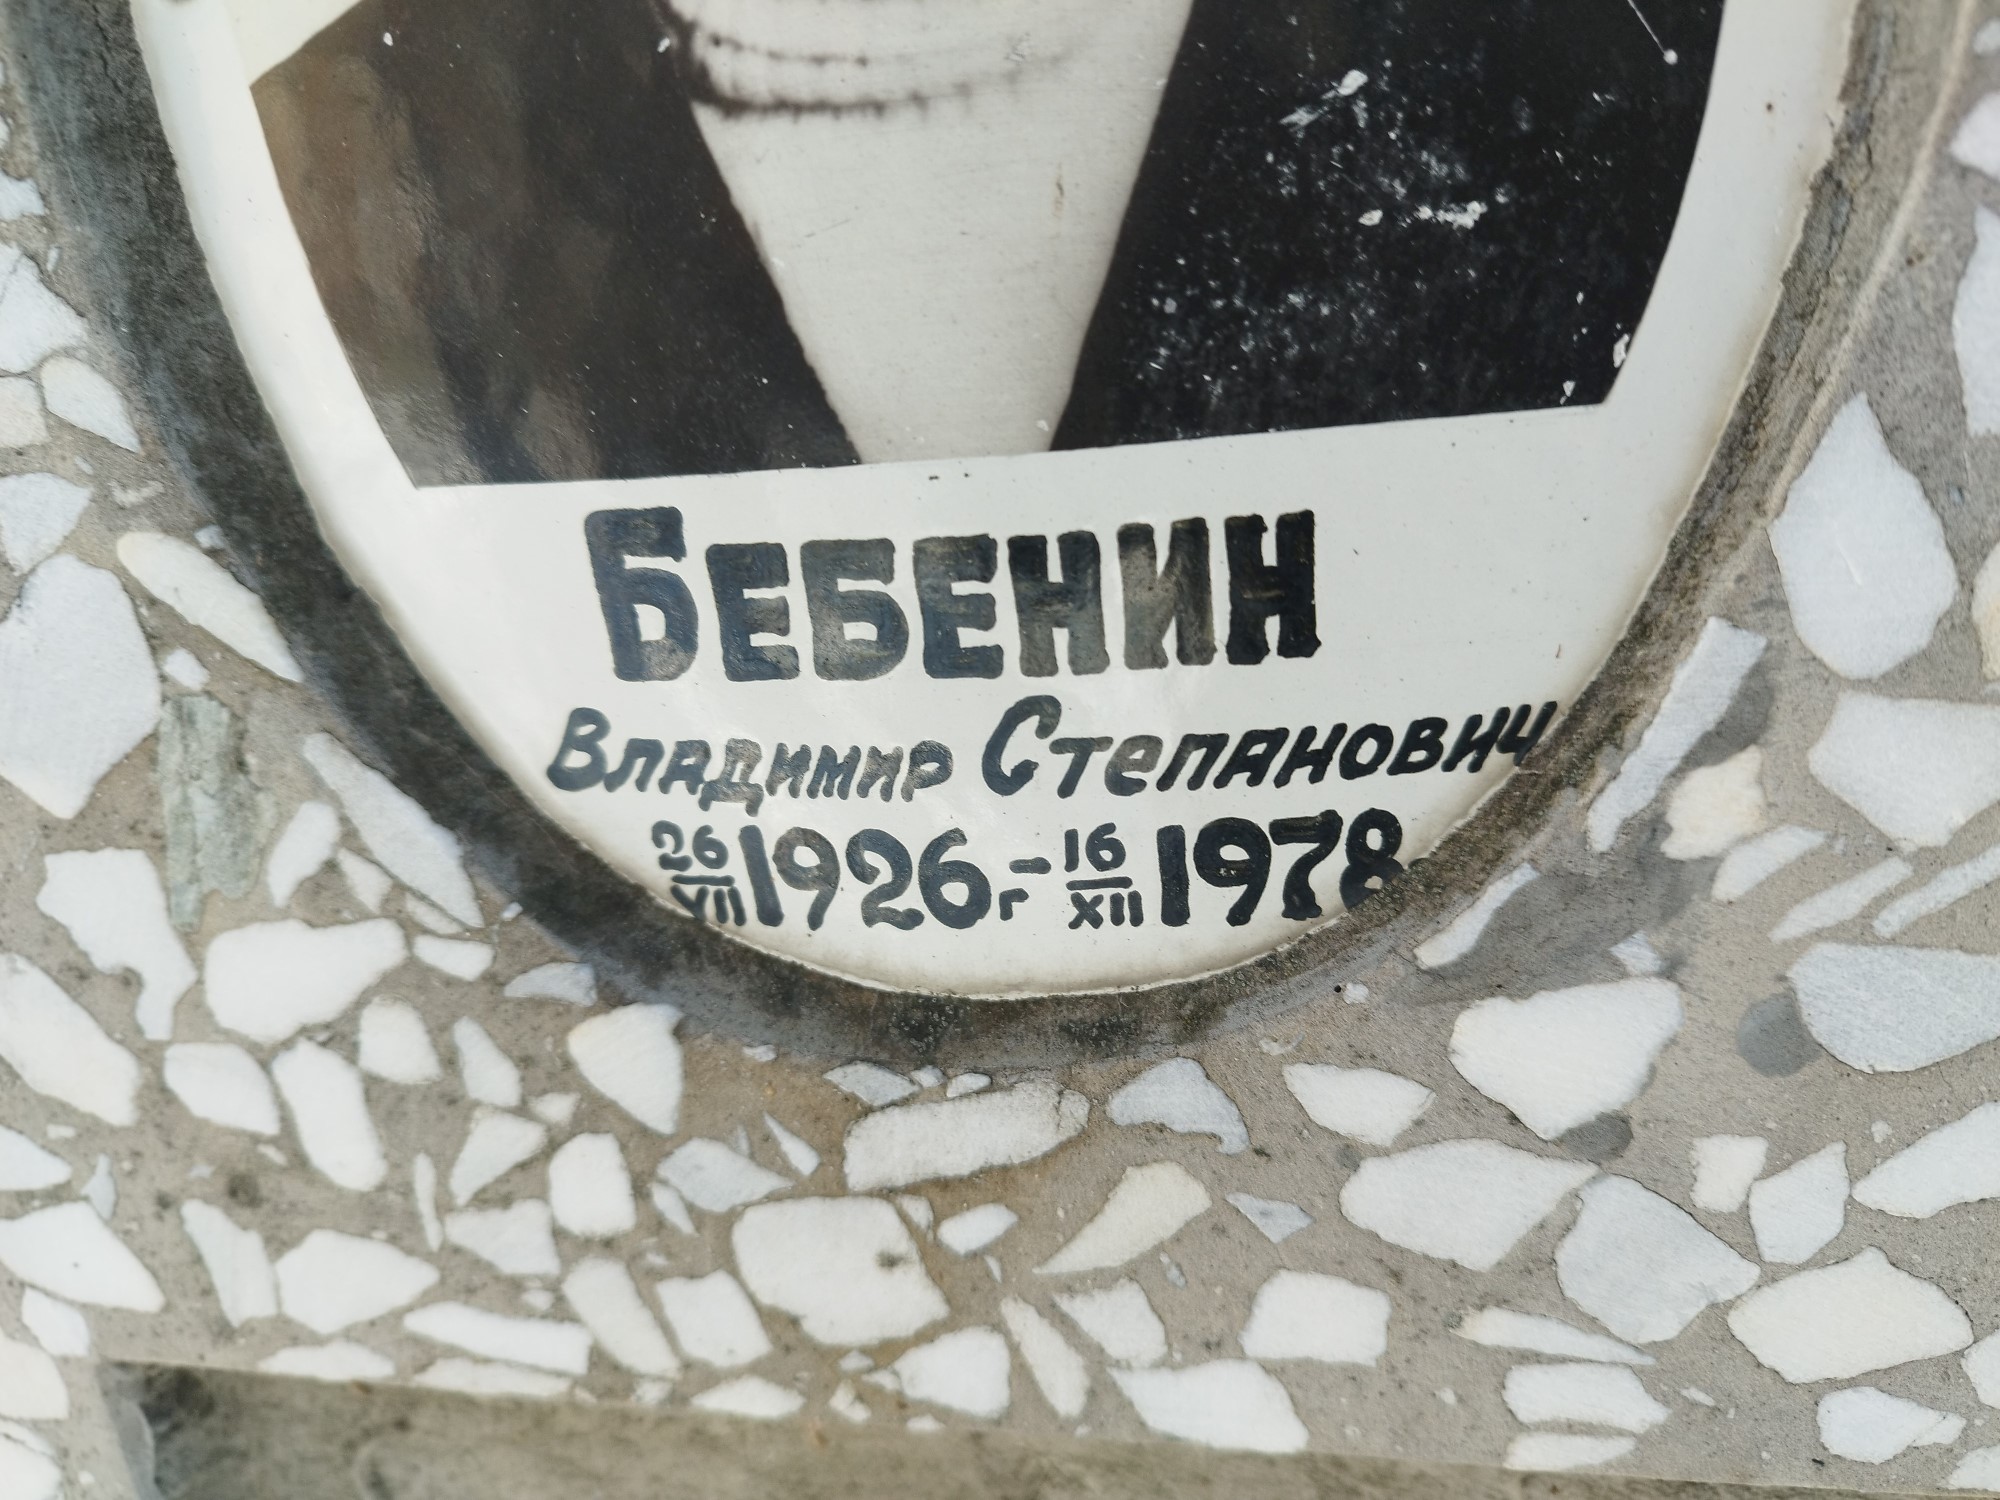 БЕБЕНИН
Владимир Степанович
26/VII 1926г - 16/XII 1978